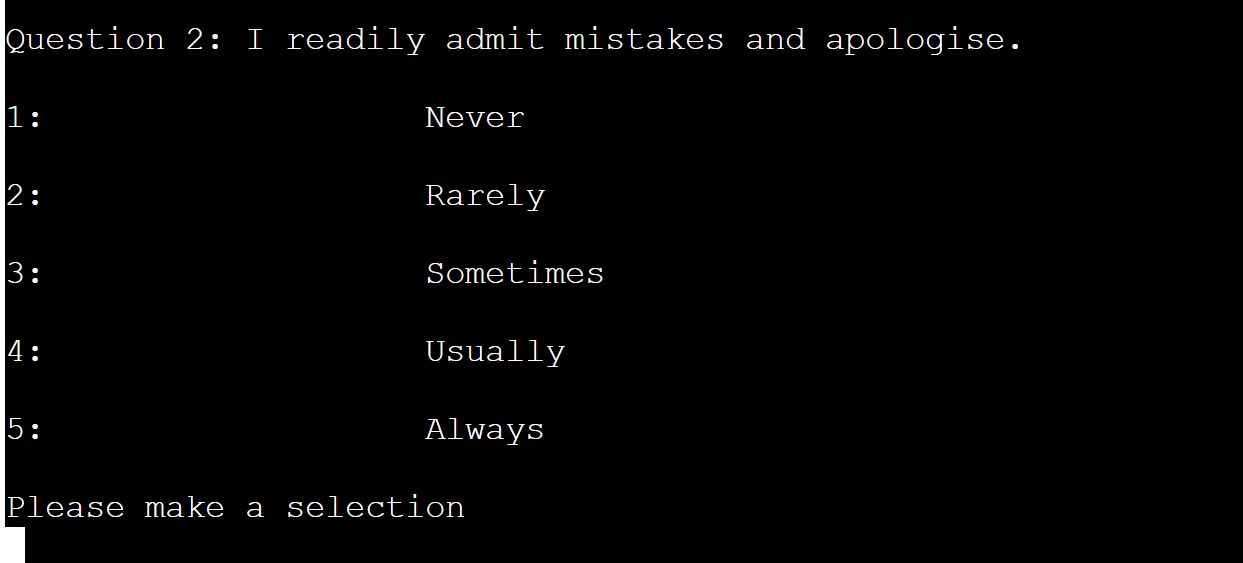 Question 2: I readily admit mistakes and apologise.
1: Never
2: Rarely
3: Sometimes
4: Usually
5: Always
Please make a selection